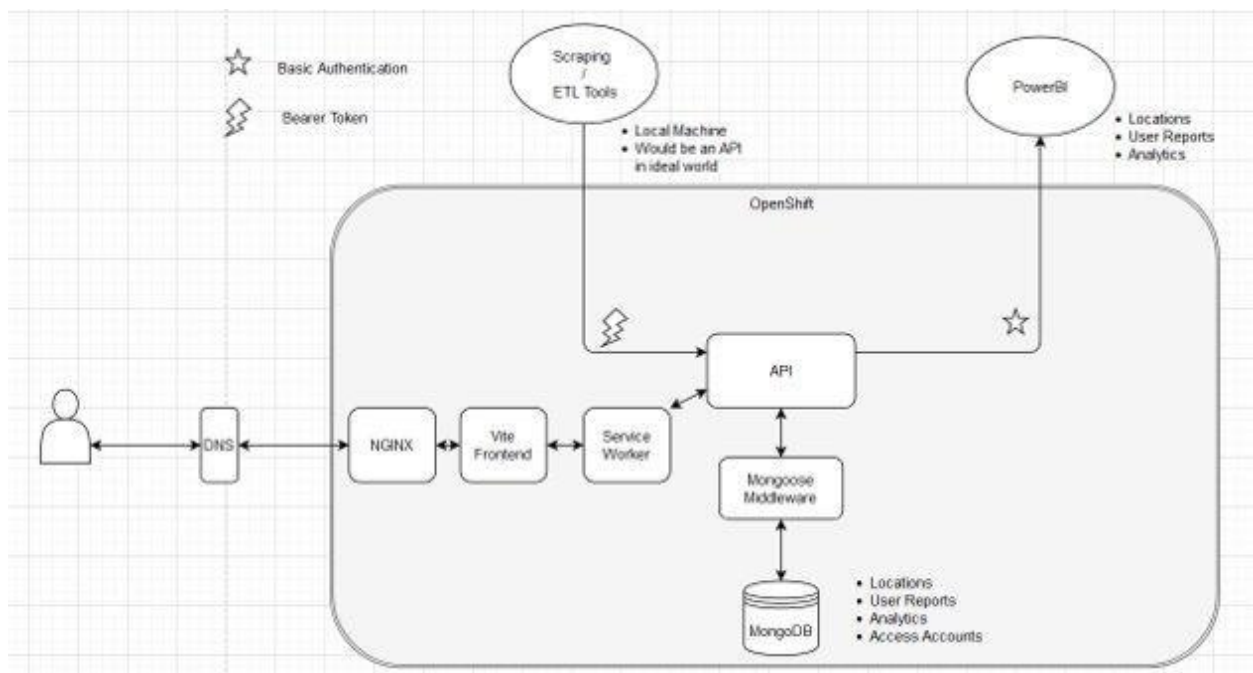 Basic Authentication
Bearer Token
Scraping
/
ETL Tools
• Local Machine
• Would be an API
in ideal world
PowerBI
• Locations
• User Reports
• Analytics
OpenShift
API
DNS
NGINX
Vite
Frontend
Service
Worker
Mongoose
Middleware
MongoDB
• Locations
• User Reports
• Analytics
• Access Accounts